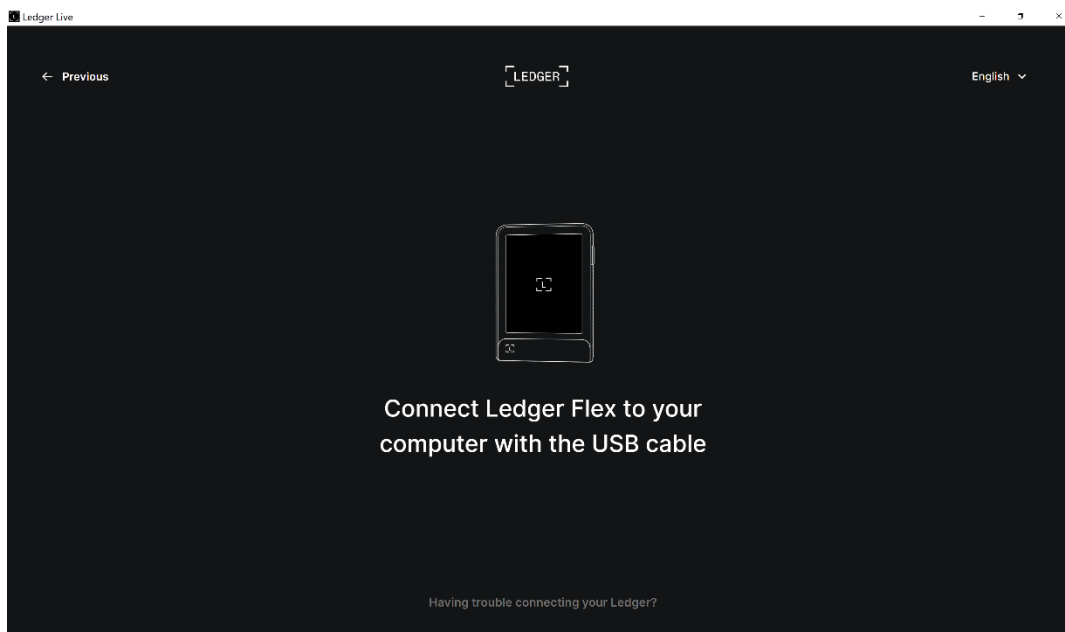 Ledger Live
Previous
LEDGER
English
Connect Ledger Flex to your
computer with the USB cable
Having trouble connecting your Ledger?